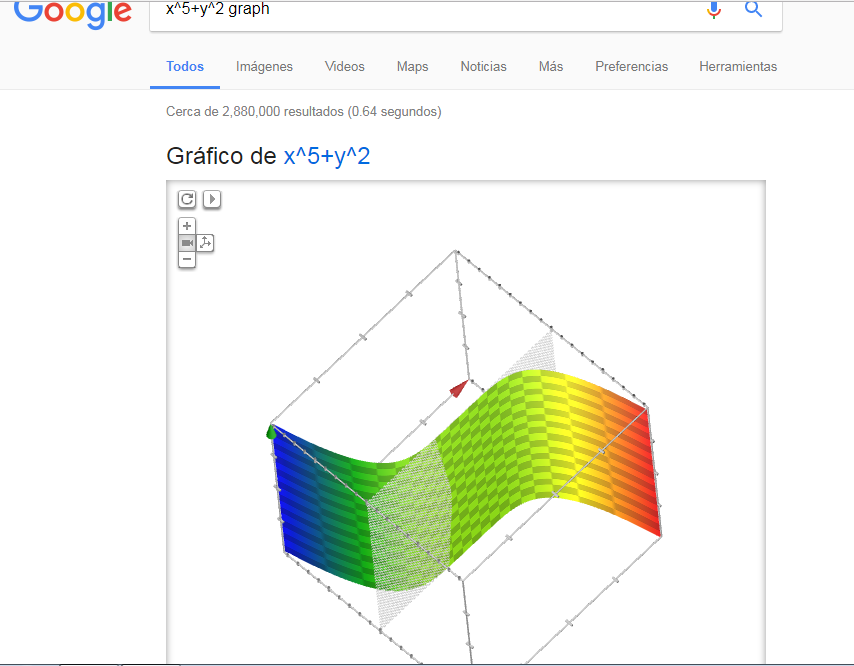 Google
x^5+y^2 graph
Todos Imágenes Videos Maps Noticias Más Preferencias Herramientas
Cerca de 2,880,000 resultados (0.64 segundos)
Gráfico de x^5+y^2